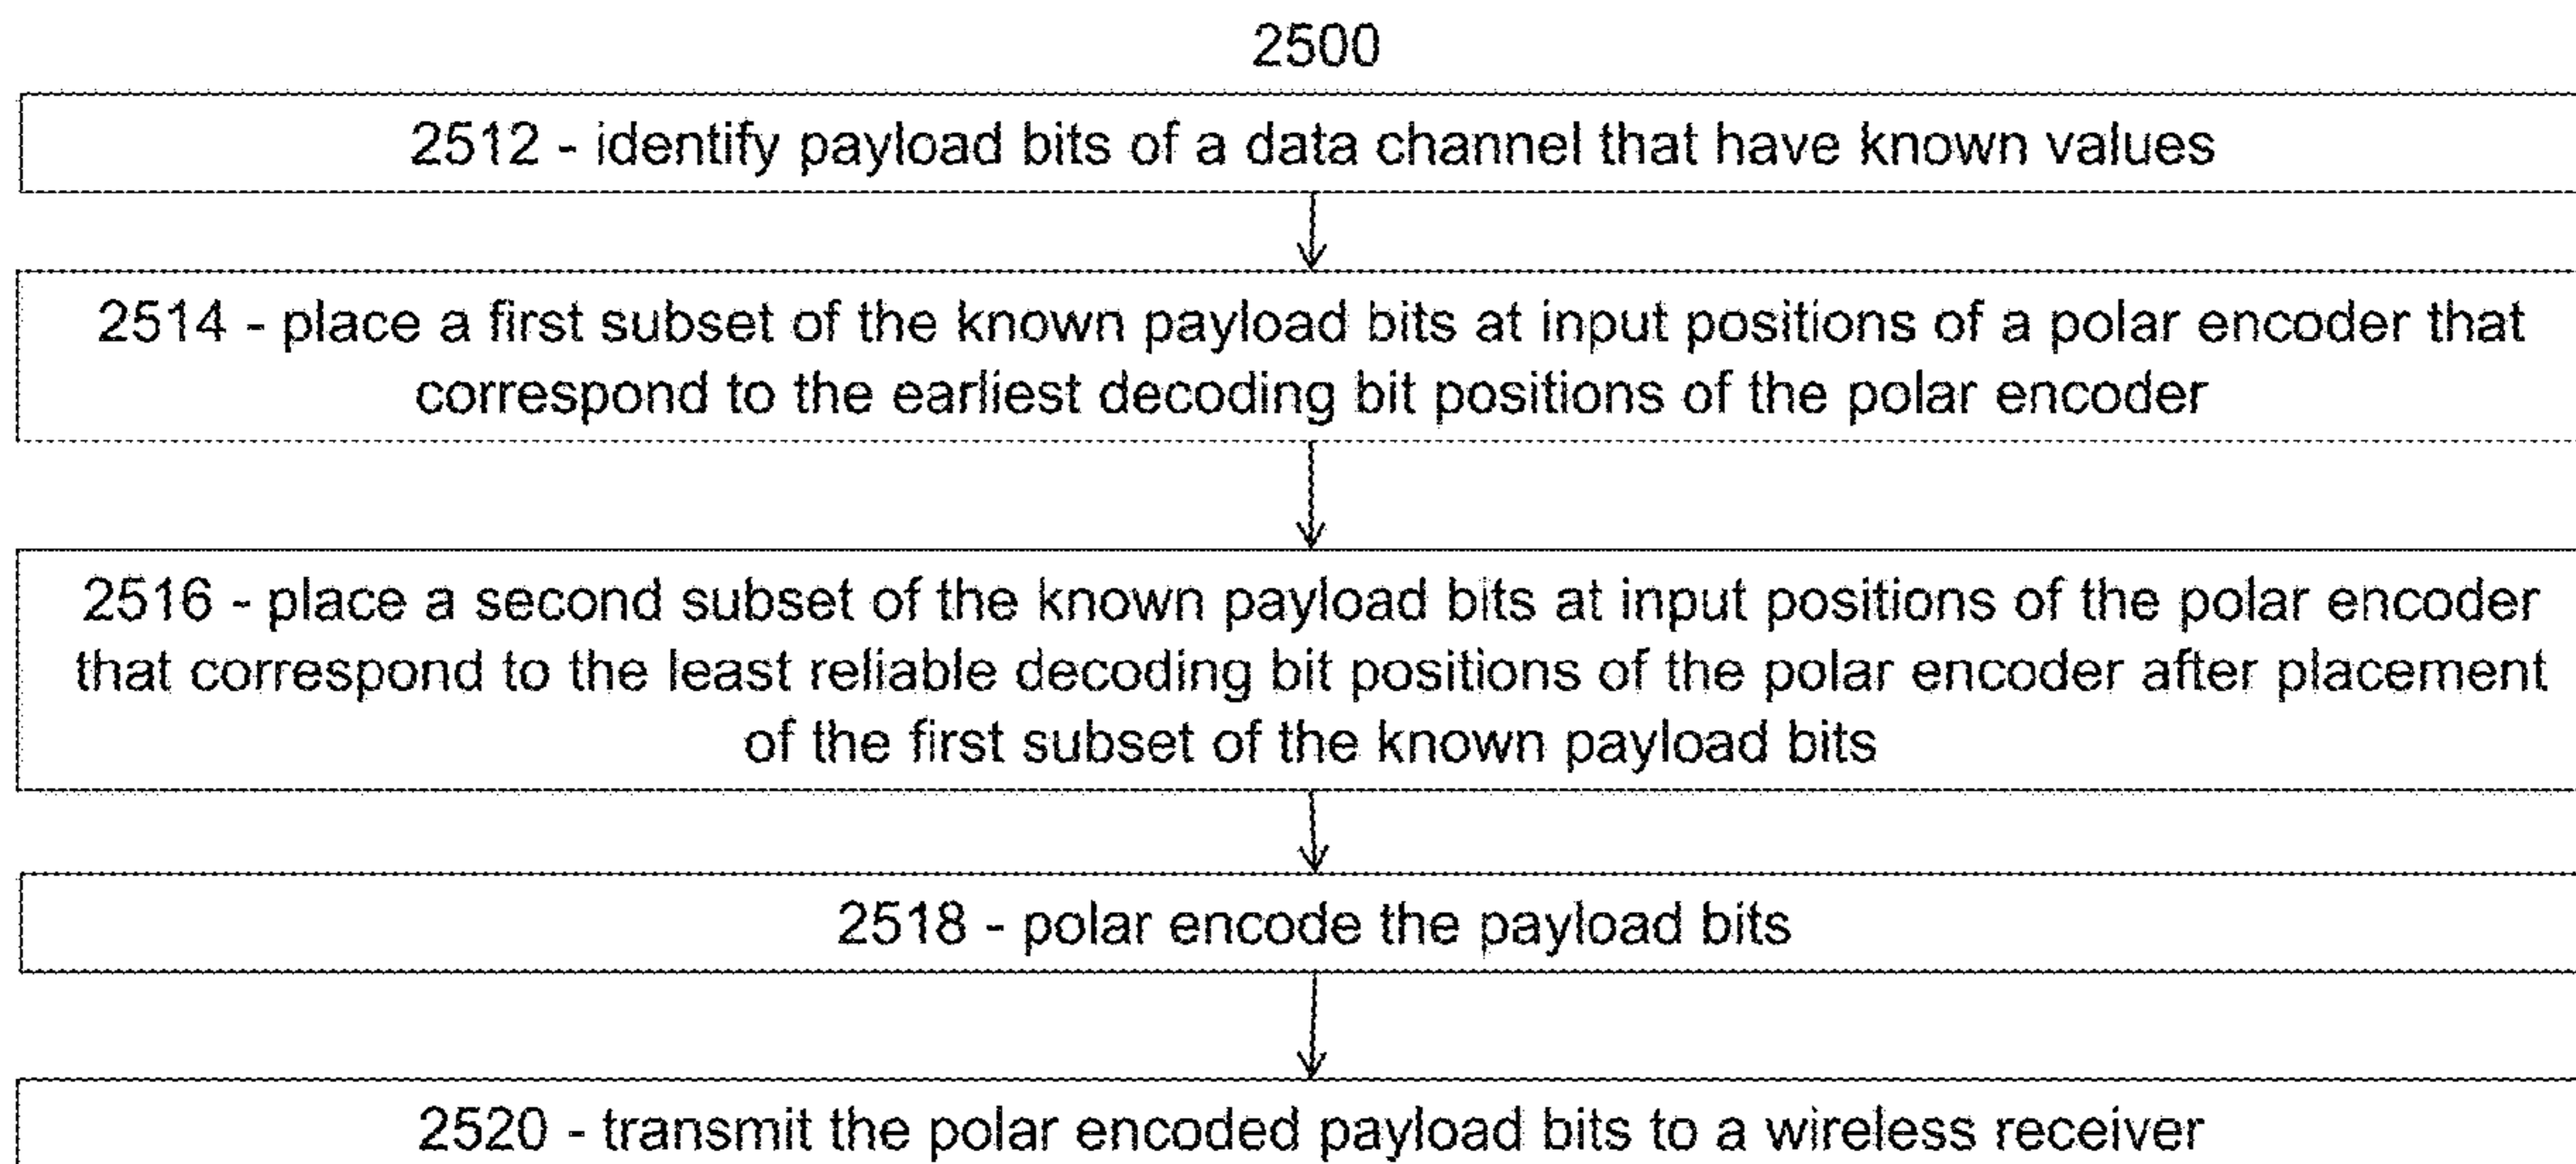 2500
2512 - identify payload bits of a data channel that have known values
2514 - place a first subset of the known payload bits at input positions of a polar encoder that
correspond to the earliest decoding bit positions of the polar encoder
2516 - place a second subset of the known payload bits at input positions of the polar encoder
that correspond to the least reliable decoding bit positions of the polar encoder after placement
of the first subset of the known payload bits
2518 - polar encode the payload bits
2520 - transmit the polar encoded payload bits to a wireless receiver